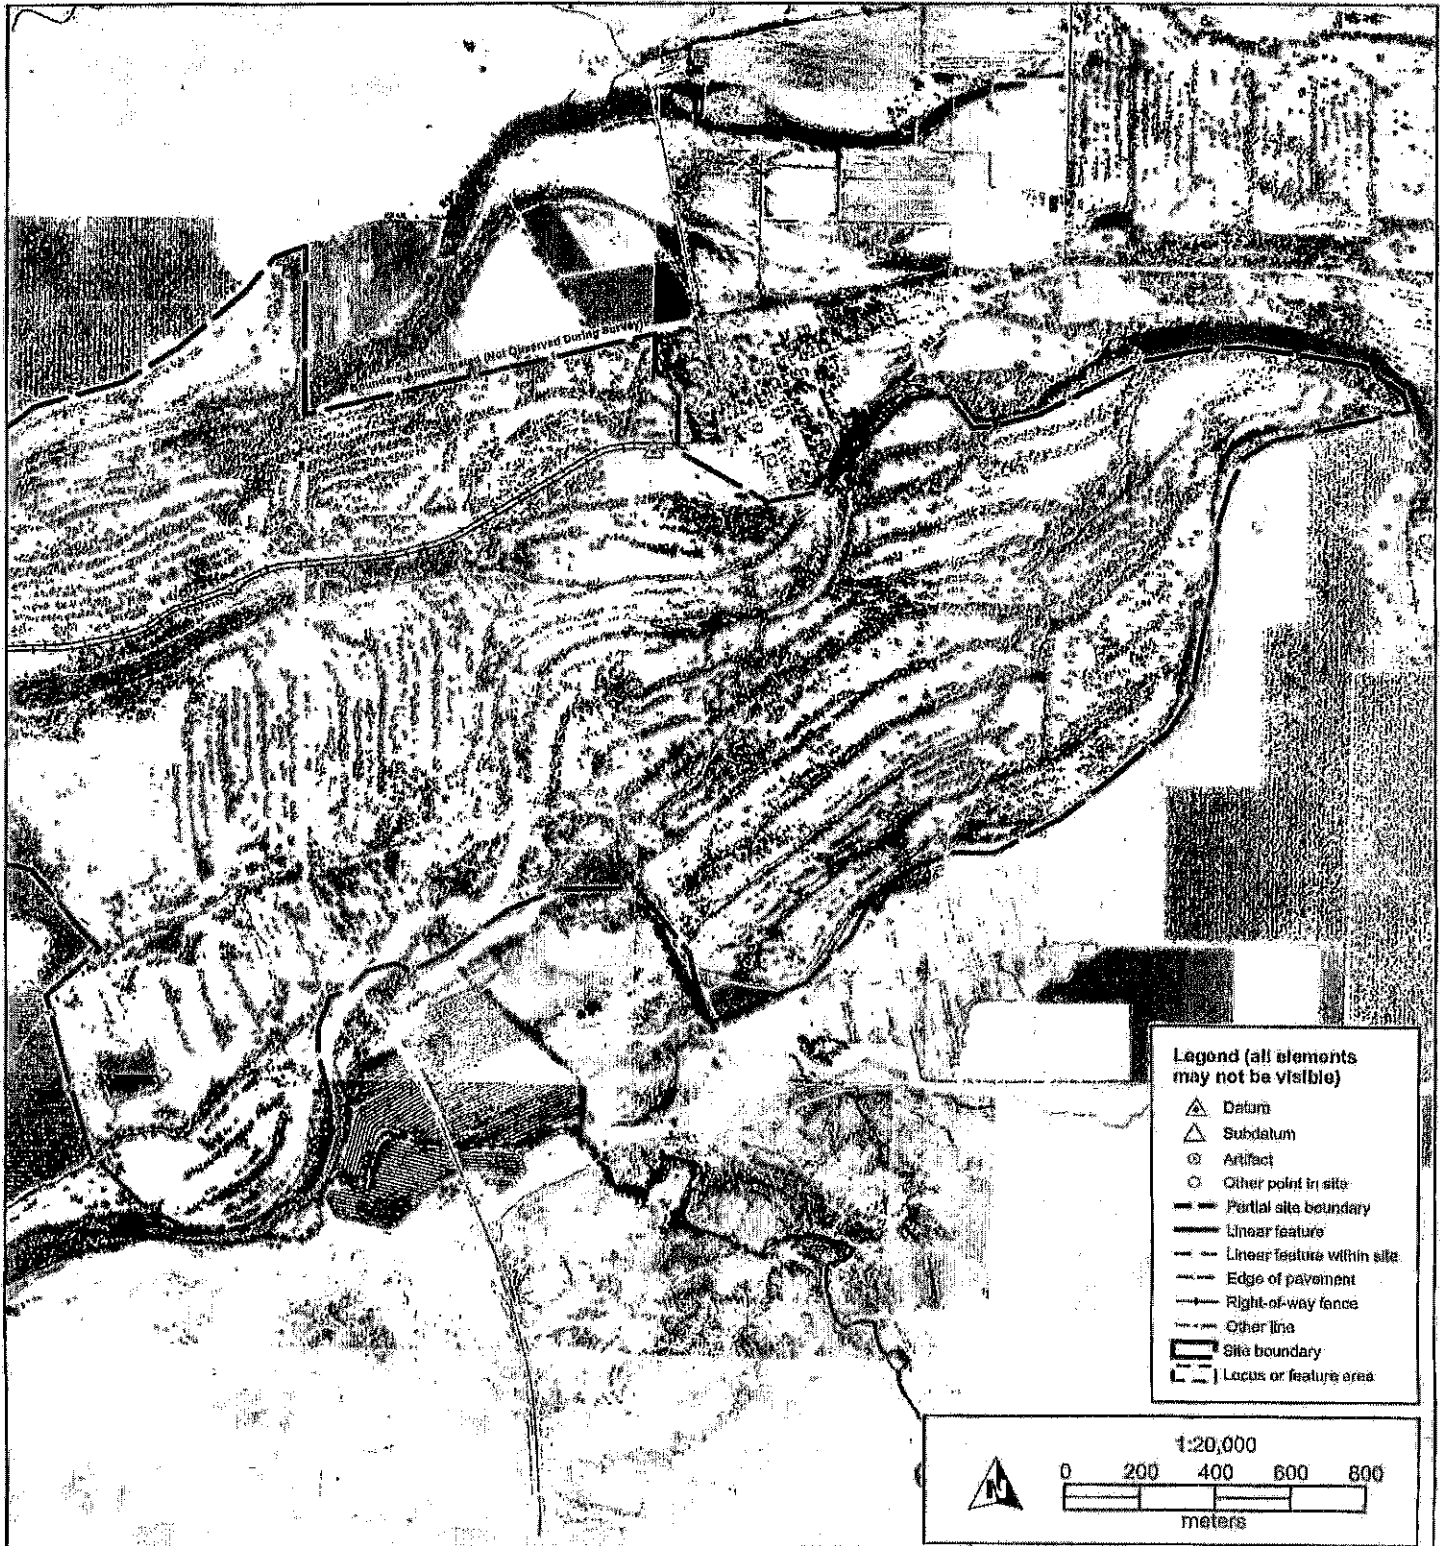 Boundary Approximated (Not Observed During Survey)
Legend (all elements
may not be visible)
Datum
Subdatum
Artifact
Other point in site
Partial site boundary
Linear feature
Linear feature within site
Edge of pavement
Right-of-way fence
Other line
Site boundary
Locus or feature area
1:20,000
0 200 400 600 800
N
meters